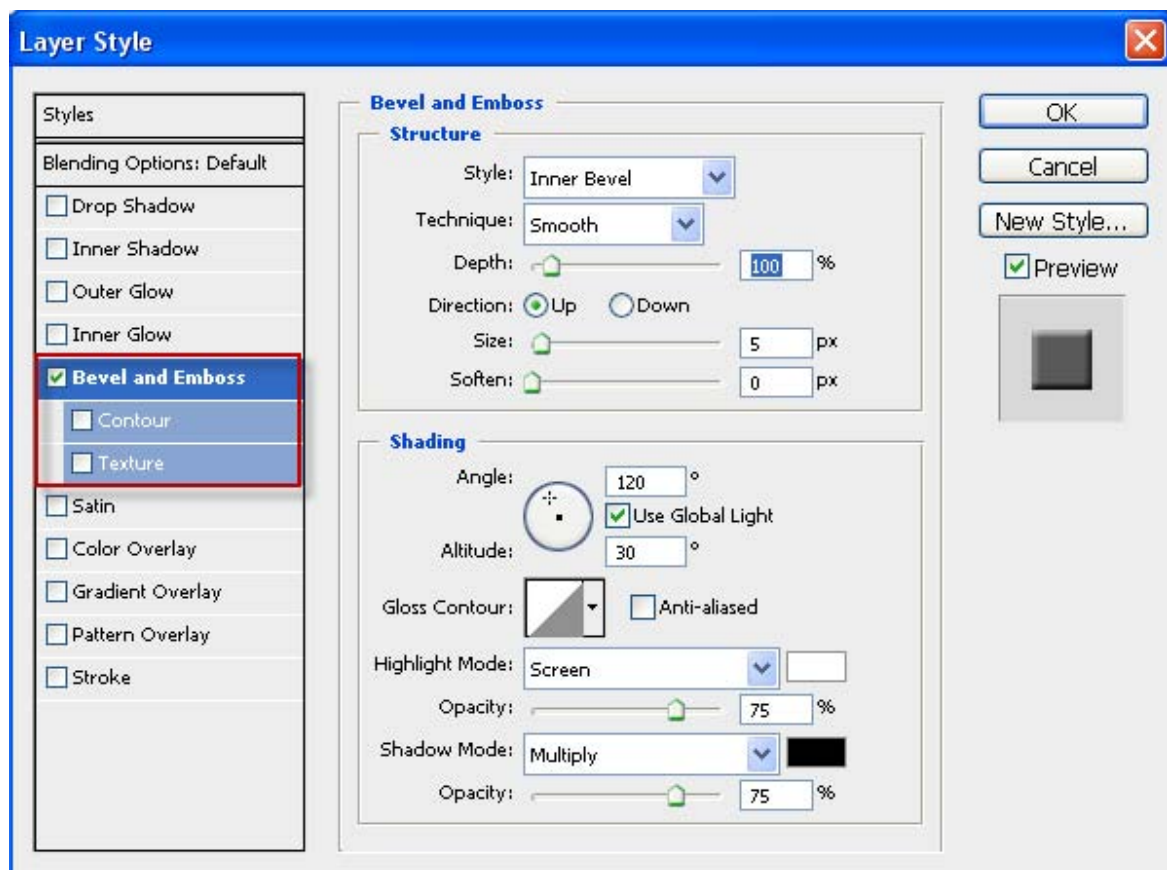 Layer Style
Styles
Blending Options: Default
Drop Shadow
Inner Shadow
Outer Glow
Inner Glow
Bevel and Emboss
Contour
Texture
Satin
Color Overlay
Gradient Overlay
Pattern Overlay
Stroke
Bevel and Emboss
Structure
Style: Inner Bevel
Technique: Smooth
Depth: 100 %
Direction: Up Down
Size: 5 px
Soften: 0 px
Shading
Angle: 120 °
Use Global Light
Altitude: 30 °
Gloss Contour: Anti-aliased
Highlight Mode: Screen
Opacity: 75 %
Shadow Mode: Multiply
Opacity: 75 %
OK
Cancel
New Style...
Preview